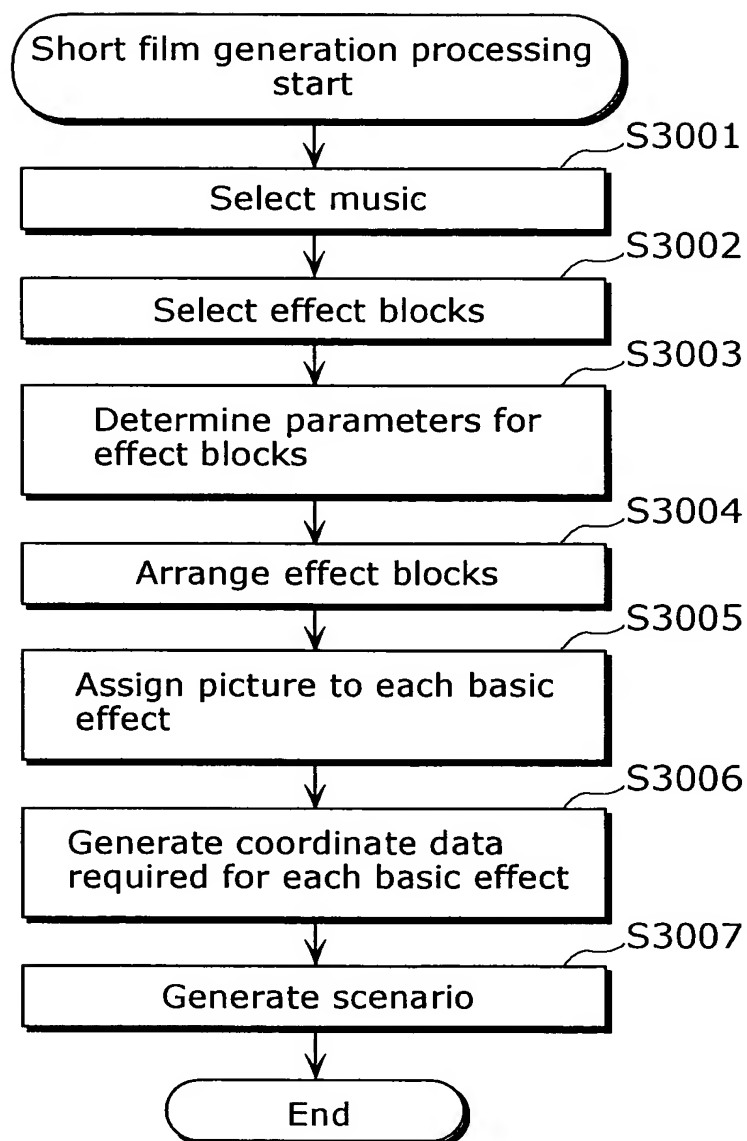 Short film generation processing
start
S3001
Select music
S3002
Select effect blocks
S3003
Determine parameters for
effect blocks
S3004
Arrange effect blocks
S3005
Assign picture to each basic
effect
S3006
Generate coordinate data
required for each basic effect
S3007
Generate scenario
End